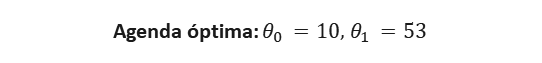 Agenda óptima: θ₀ = 10, θ₁ = 53